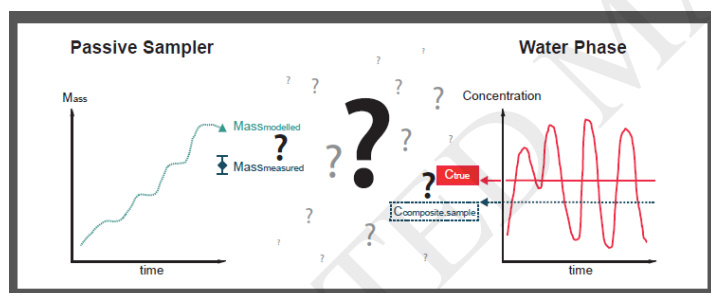 Passive Sampler
Water Phase
Mass
Massmodelled
?
Massmeasured
time
? ? ? ? ? ? ? ? ? ? ? ? ? ?
Concentration
Ctrue
?
Ccomposite.sample
time